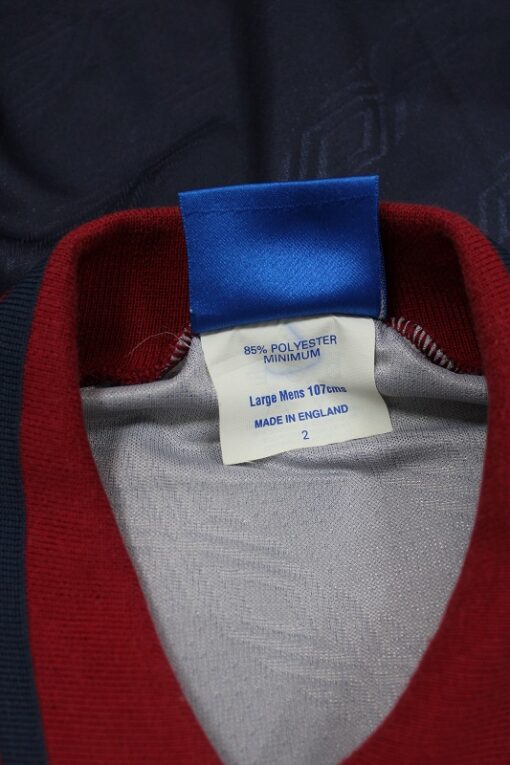 85% POLYESTER
MINIMUM
Large Mens 107cms
MADE IN ENGLAND
2